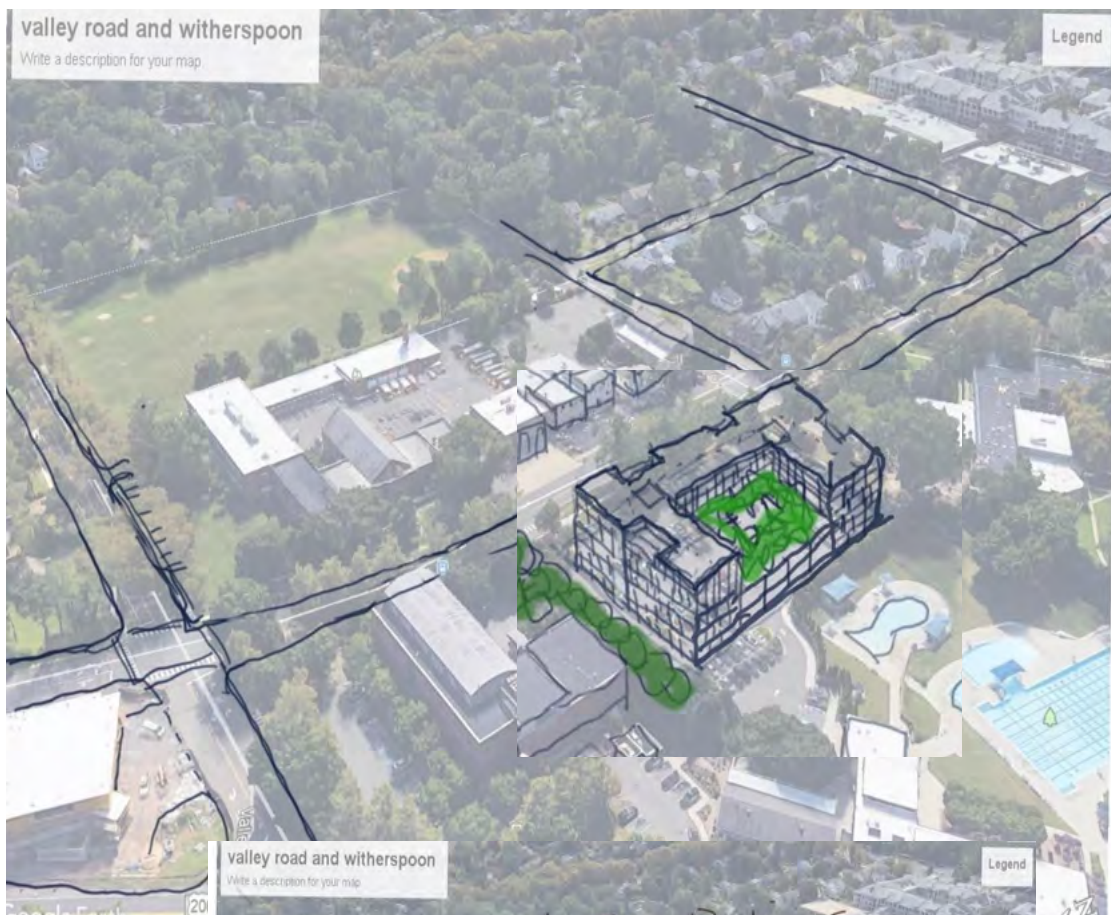 valley road and witherspoon
Write a description for your map
Legend
valley road and witherspoon
Write a description for your map
Legend